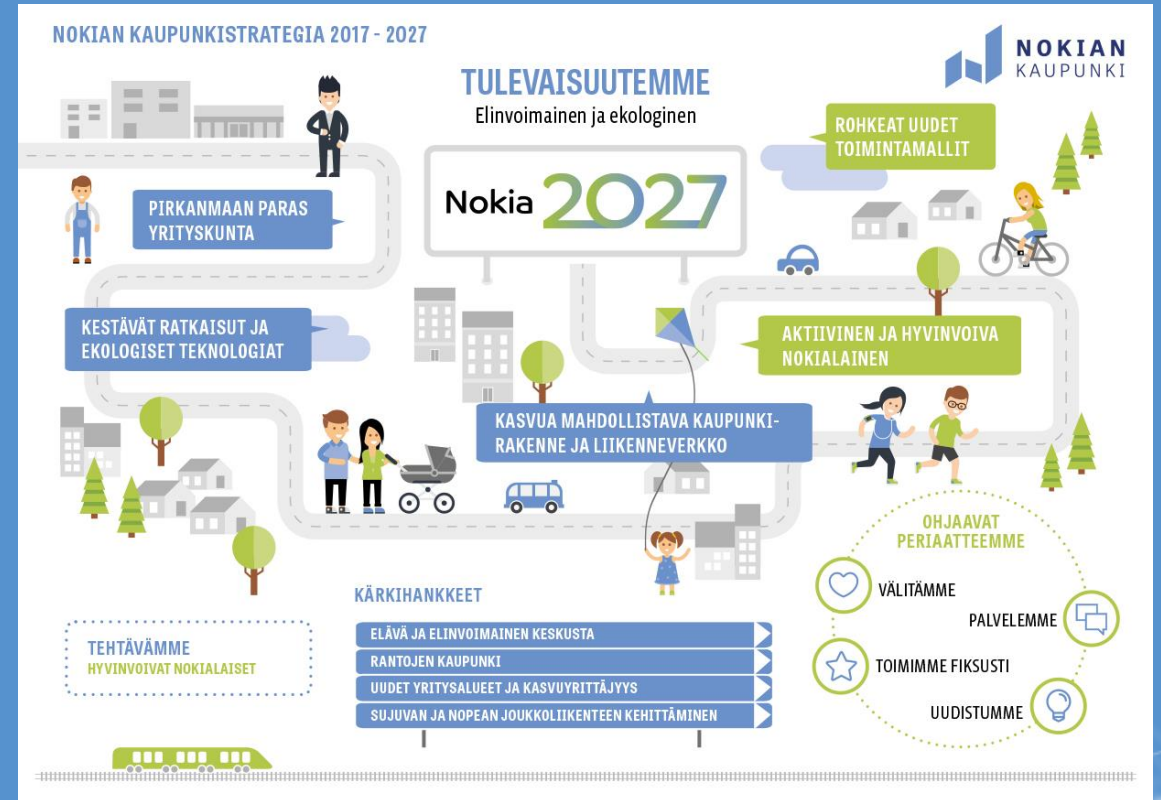 NOKIAN KAUPUNKISTRATEGIA 2017 - 2027
NOKIAN
KAUPUNKI
TULEVAISUUTEMME
Elinvoimainen ja ekologinen
ROHKEAT UUDET
TOIMINTAMALLIT
Nokia 2027
PIRKANMAAN PARAS
YRITYSKUNTA
KESTÄVÄT RATKAISUT JA
EKOLOGISET TEKNOLOGIAT
AKTIIVINEN JA HYVINVOIVA
NOKIALAINEN
KASVUA MAHDOLLISTAVA KAUPUNKI-
RAKENNE JA LIIKENNEVERKKO
OHJAAVAT
PERIAATTEEMME
VÄLITÄMME
PALVELEMME
TOIMIMME FIKSUSTI
UUDISTUMME
KÄRKIHANKKEET
ELÄVÄ JA ELINVOIMAINEN KESKUSTA
RANTOJEN KAUPUNKI
UUDET YRITYSALUEET JA KASVUYRITTÄJYYS
SUJUVAN JA NOPEAN JOUKKOLIIKENTEEN KEHITTÄMINEN
TEHTÄVÄMME
HYVINVOIVAT NOKIALAISET